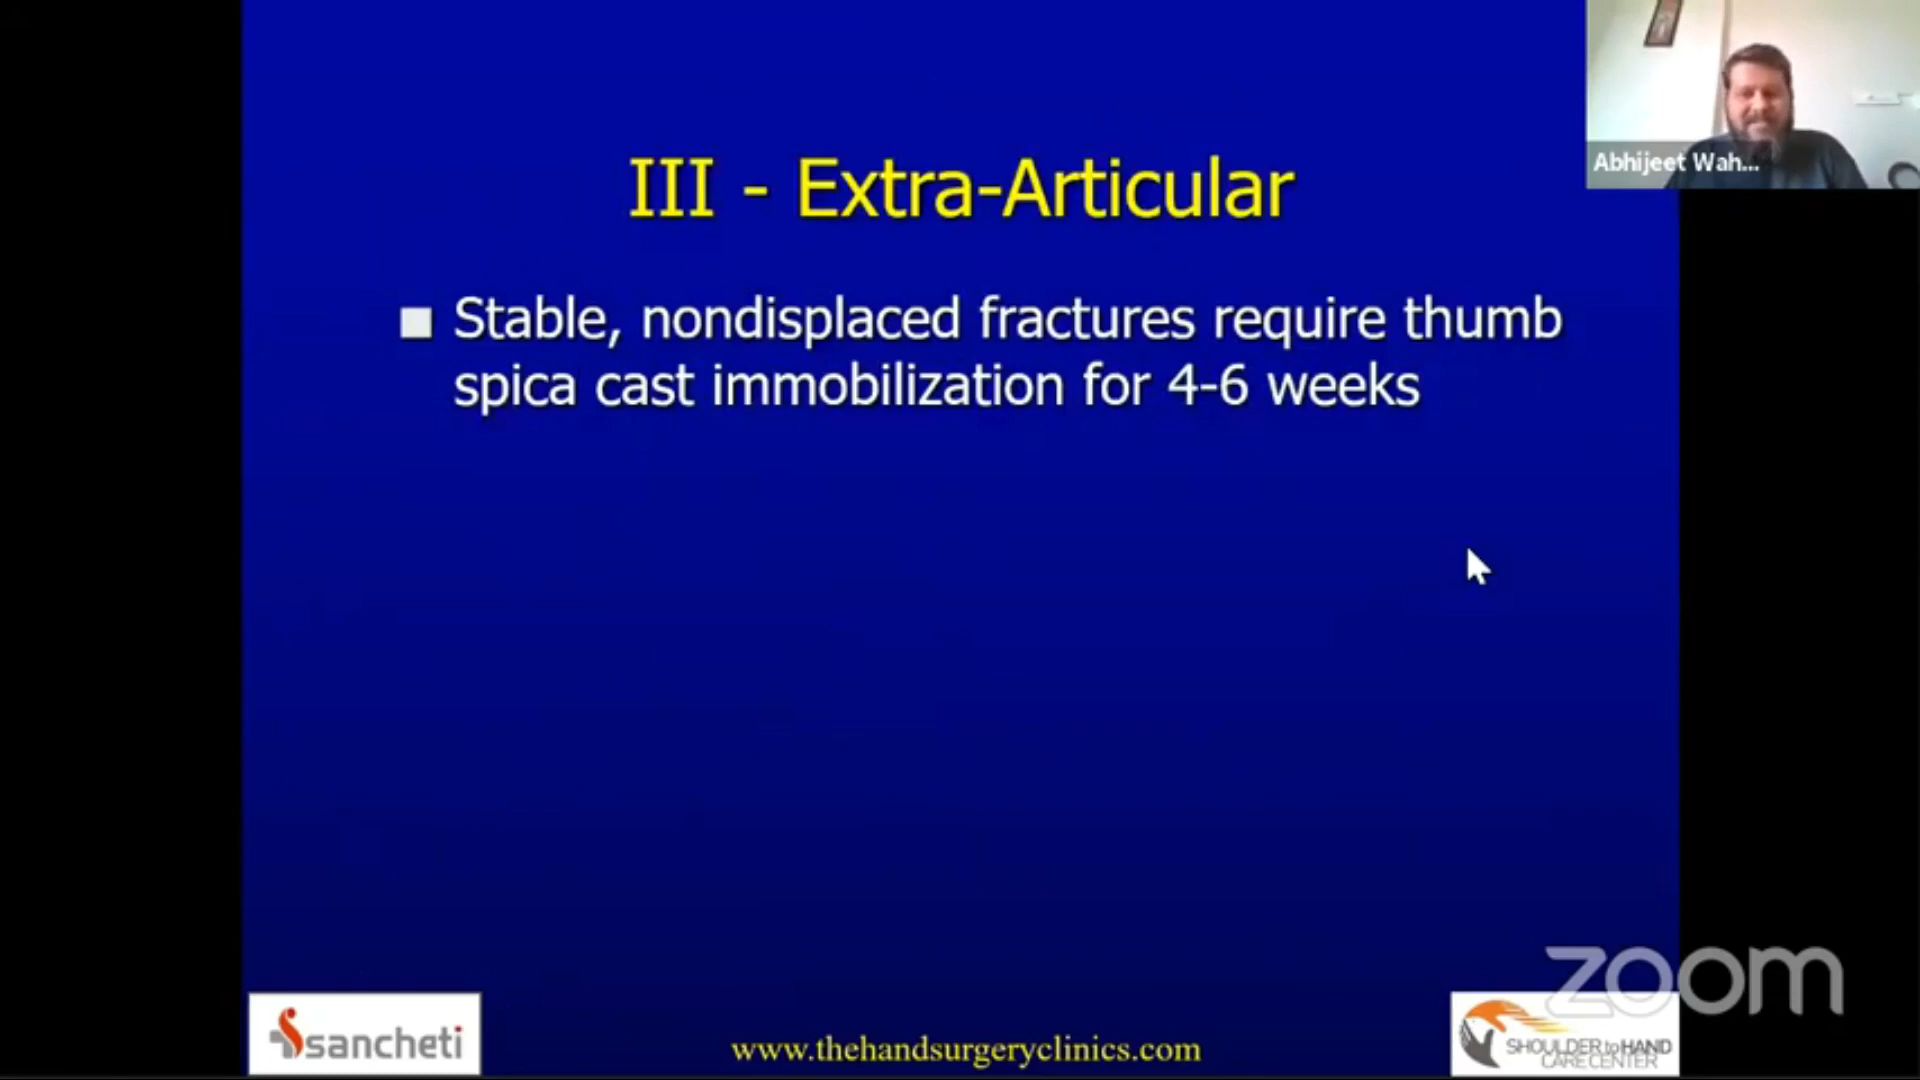 III - Extra-Articular
Abhijeet Wah...
■ Stable, nondisplaced fractures require thumb
spica cast immobilization for 4-6 weeks
zoom
sancheti
www.thehandsurgeryclinics.com
SHOULDER to HAND
CARE CENTER